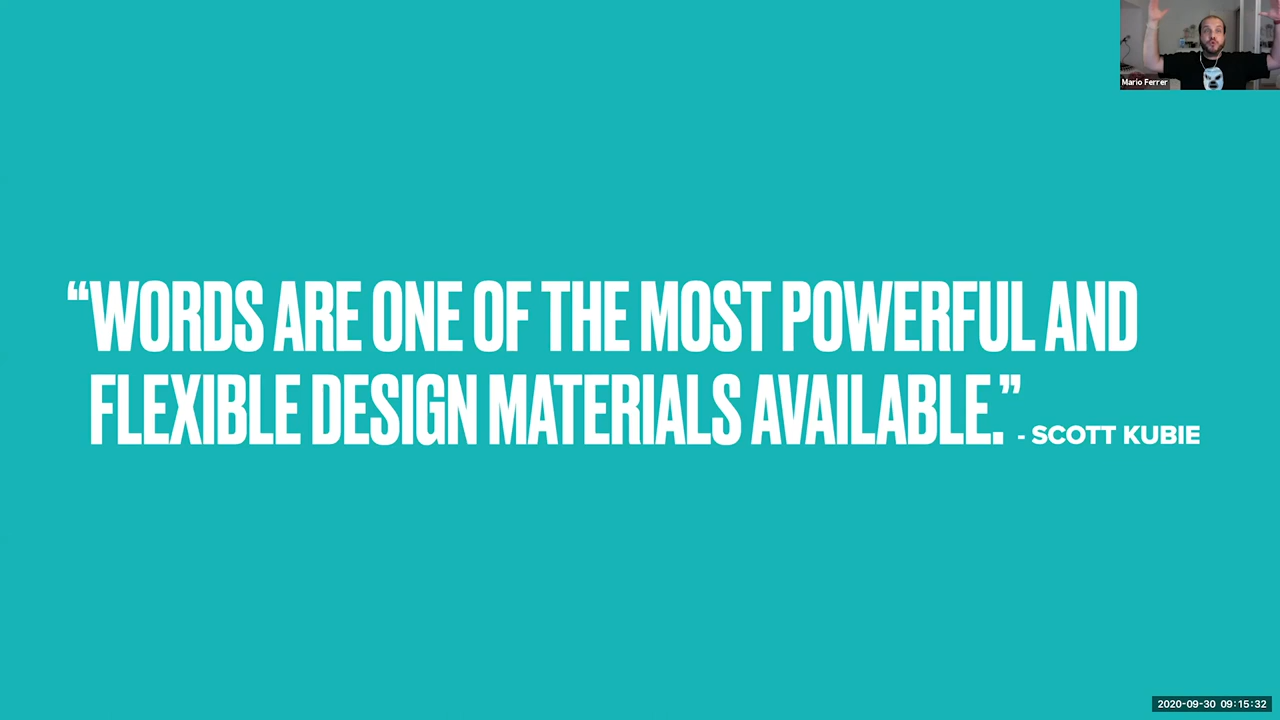 Mario Ferrer
“WORDS ARE ONE OF THE MOST POWERFUL AND
FLEXIBLE DESIGN MATERIALS AVAILABLE.” - SCOTT KUBIE
2020-09-30 09:15:32